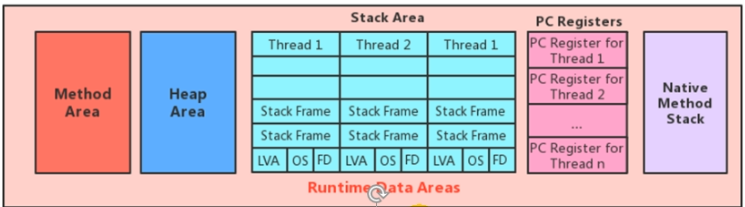 Stack Area
PC Registers
Method
Area
Heap
Area
Thread 1
Thread 2
Thread 1
Stack Frame
Stack Frame
Stack Frame
Stack Frame
Stack Frame
Stack Frame
LVA
OS
FD
LVA
OS
FD
LVA
OS
FD
PC Register for
Thread 1
PC Register for
Thread 2
...
PC Register for
Thread n
Native
Method
Stack
Runtime Data Areas